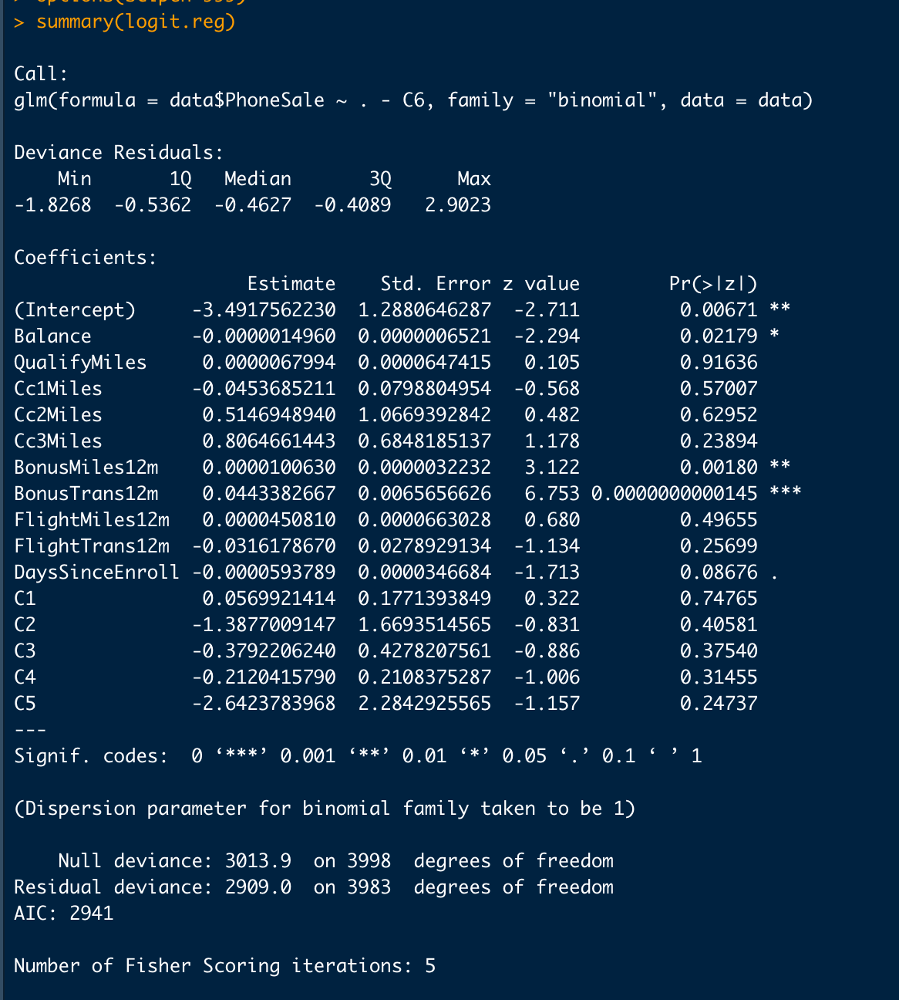 > summary(logit.reg)

Call:
glm(formula = data$PhoneSale ~ . - C6, family = "binomial", data = data)

Deviance Residuals:
    Min       1Q   Median       3Q      Max
-1.8268  -0.5362  -0.4627  -0.4089   2.9023

Coefficients:
                     Estimate    Std. Error z value        Pr(>|z|)
(Intercept)     -3.4917562230  1.2880646287  -2.711         0.00671 **
Balance         -0.0000014960  0.0000006521  -2.294         0.02179 *
QualifyMiles     0.0000067994  0.0000647415   0.105         0.91636
Cc1Miles        -0.0453685211  0.0798804954  -0.568         0.57007
Cc2Miles         0.5146948940  1.0669392842   0.482         0.62952
Cc3Miles         0.8064661443  0.6848185137   1.178         0.23894
BonusMiles12m    0.0000100630  0.0000032232   3.122         0.00180 **
BonusTrans12m    0.0443382667  0.0065656626   6.753 0.0000000000145 ***
FlightMiles12m   0.0000450810  0.0000663028   0.680         0.49655
FlightTrans12m  -0.0316178670  0.0278929134  -1.134         0.25699
DaysSinceEnroll -0.0000593789  0.0000346684  -1.713         0.08676 .
C1               0.0569921414  0.1771393849   0.322         0.74765
C2              -1.3877009147  1.6693514565  -0.831         0.40581
C3              -0.3792206240  0.4278207561  -0.886         0.37540
C4              -0.2120415790  0.2108375287  -1.006         0.31455
C5              -2.6423783968  2.2842925565  -1.157         0.24737
---
Signif. codes:  0 ‘***’ 0.001 ‘**’ 0.01 ‘*’ 0.05 ‘.’ 0.1 ‘ ’ 1

(Dispersion parameter for binomial family taken to be 1)

    Null deviance: 3013.9  on 3998  degrees of freedom
Residual deviance: 2909.0  on 3983  degrees of freedom
AIC: 2941

Number of Fisher Scoring iterations: 5